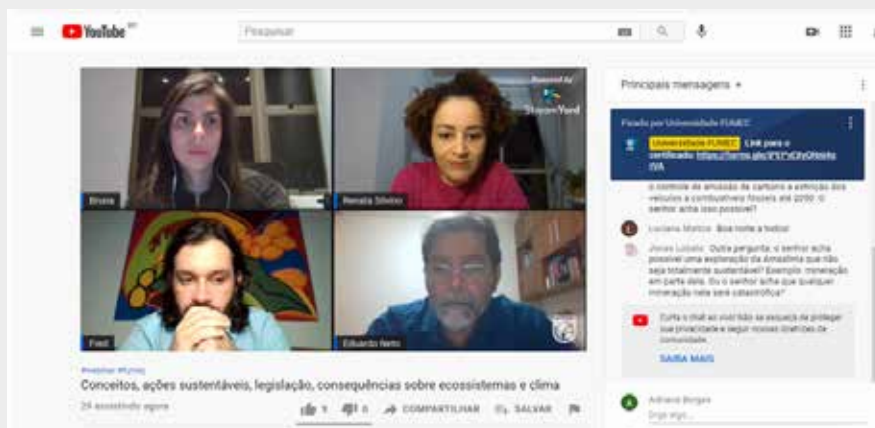 YouTube BR
Pesquisar
Powered by
StreamYard
Bruna
Renata Silvino
Fred
Eduardo Neto
#webinar #fumec
Conceitos, ações sustentáveis, legislação, consequências sobre ecossistemas e clima
29 assistindo agora
9
0
COMPARTILHAR
SALVAR
Principais mensagens
Fixado por Universidade FUMEC
Universidade FUMEC Link para o
certificado:
o controle de emissão de carbono e extinção dos
veículos a combustíveis fósseis até 2050. O
senhor acha isso possível?
L
Luciana Boa noite a todos!
Jonas Lobato Outra pergunta, o senhor acha
possível uma exploração da Amazônia que não
seja totalmente sustentável? Exemplo: mineração
em parte dela. Ou o senhor acha que qualquer
mineração nela será catastrófica?
Curta o chat ao vivo! Não se esqueça de proteger
sua privacidade e seguir nossas diretrizes da
comunidade.
SAIBA MAIS
A
Adriana Borges
Diga algo...